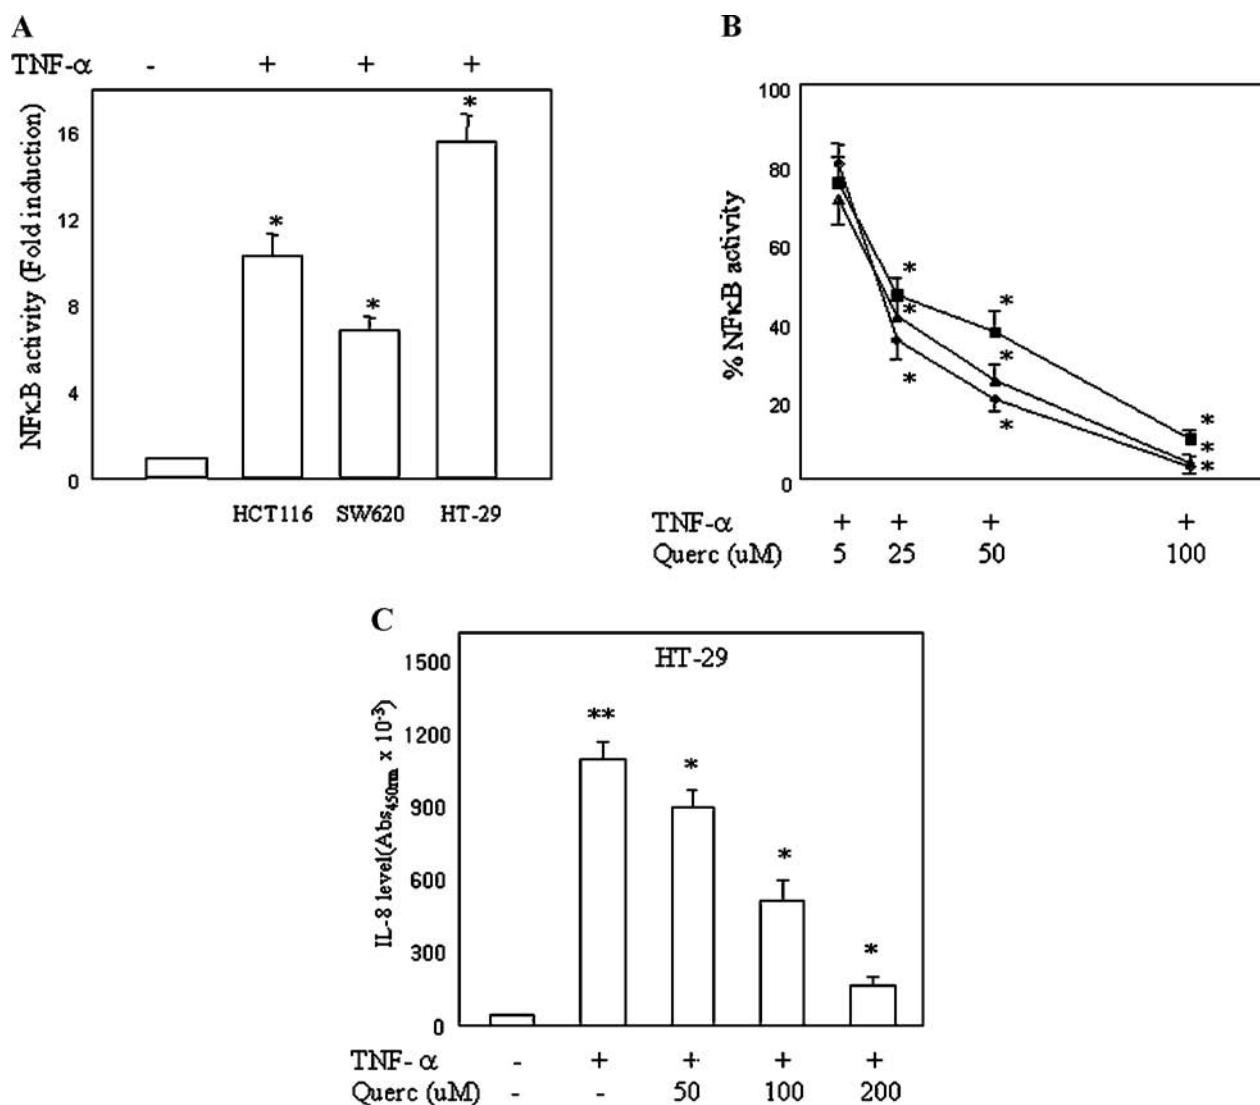 A
TNF-α - + + +
NFκB activity (Fold induction)
16
12
8
4
0
* * *
HCT116 SW620 HT-29
B
% NFκB activity
100
80
60
40
20
0
* * *
* * *
* * *
TNF-α + + + +
Querc (uM) 5 25 50 100
C
HT-29
IL-8 level(Abs450nm x 10-3)
1500
1200
900
600
300
0
** * * *
TNF- α - + + + +
Querc (uM) - - 50 100 200